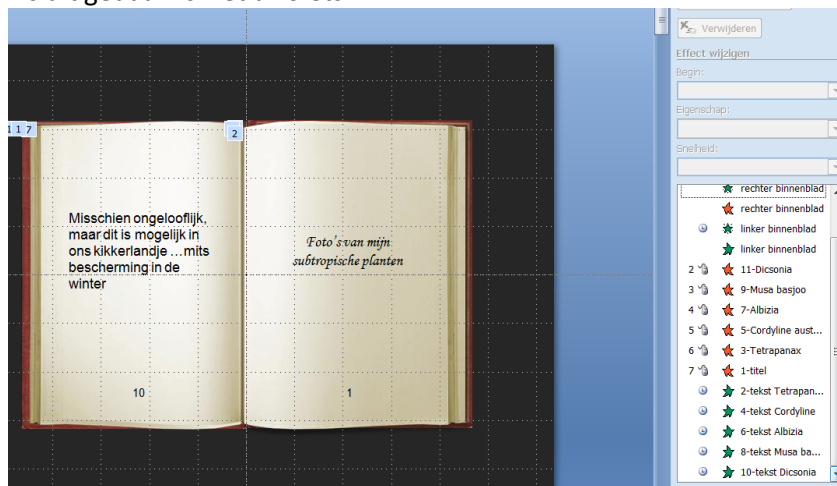 Verwijderen
Effect wijzigen
Begin:
Eigenschap:
Snelheid:
1 1 7
2
Misschien ongelooflijk,
maar dit is mogelijk in
ons kikkerlandje ...mits
bescherming in de
winter
10
Foto's van mijn
subtropische planten
1
rechter binnenblad
rechter binnenblad
linker binnenblad
linker binnenblad
2 11-Dicsonia
3 9-Musa basjoo
4 7-Albizia
5 5-Cordyline aust...
6 3-Tetrapanax
7 1-titel
2-tekst Tetrapan...
4-tekst Cordyline
6-tekst Albizia
8-tekst Musa ba...
10-tekst Dicsonia